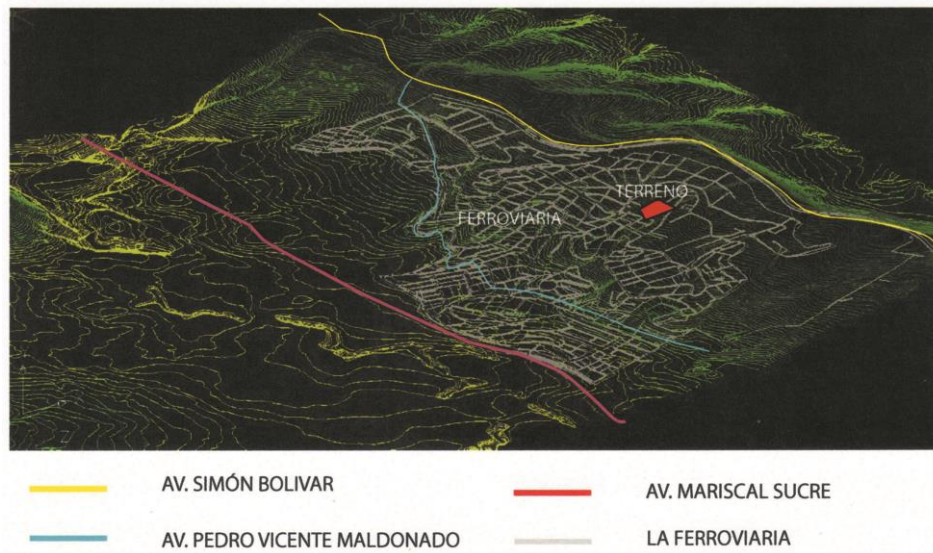 TERRENO
FERROVIARIA
AV. SIMÓN BOLIVAR
AV. MARISCAL SUCRE
AV. PEDRO VICENTE MALDONADO
LA FERROVIARIA